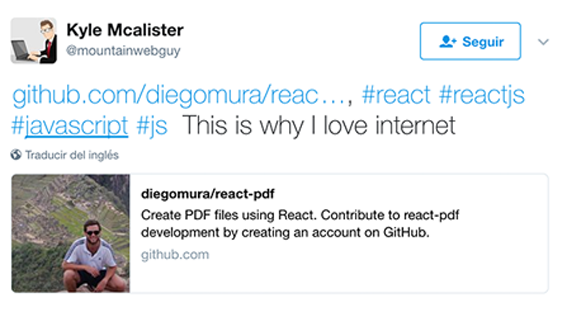 Kyle Mcalister
@mountainwebguy
Seguir
github.com/diegomura/reac…, #react #reactjs
#javascript #js This is why I love internet
Traducir del inglés
diegomura/react-pdf
Create PDF files using React. Contribute to react-pdf
development by creating an account on GitHub.
github.com